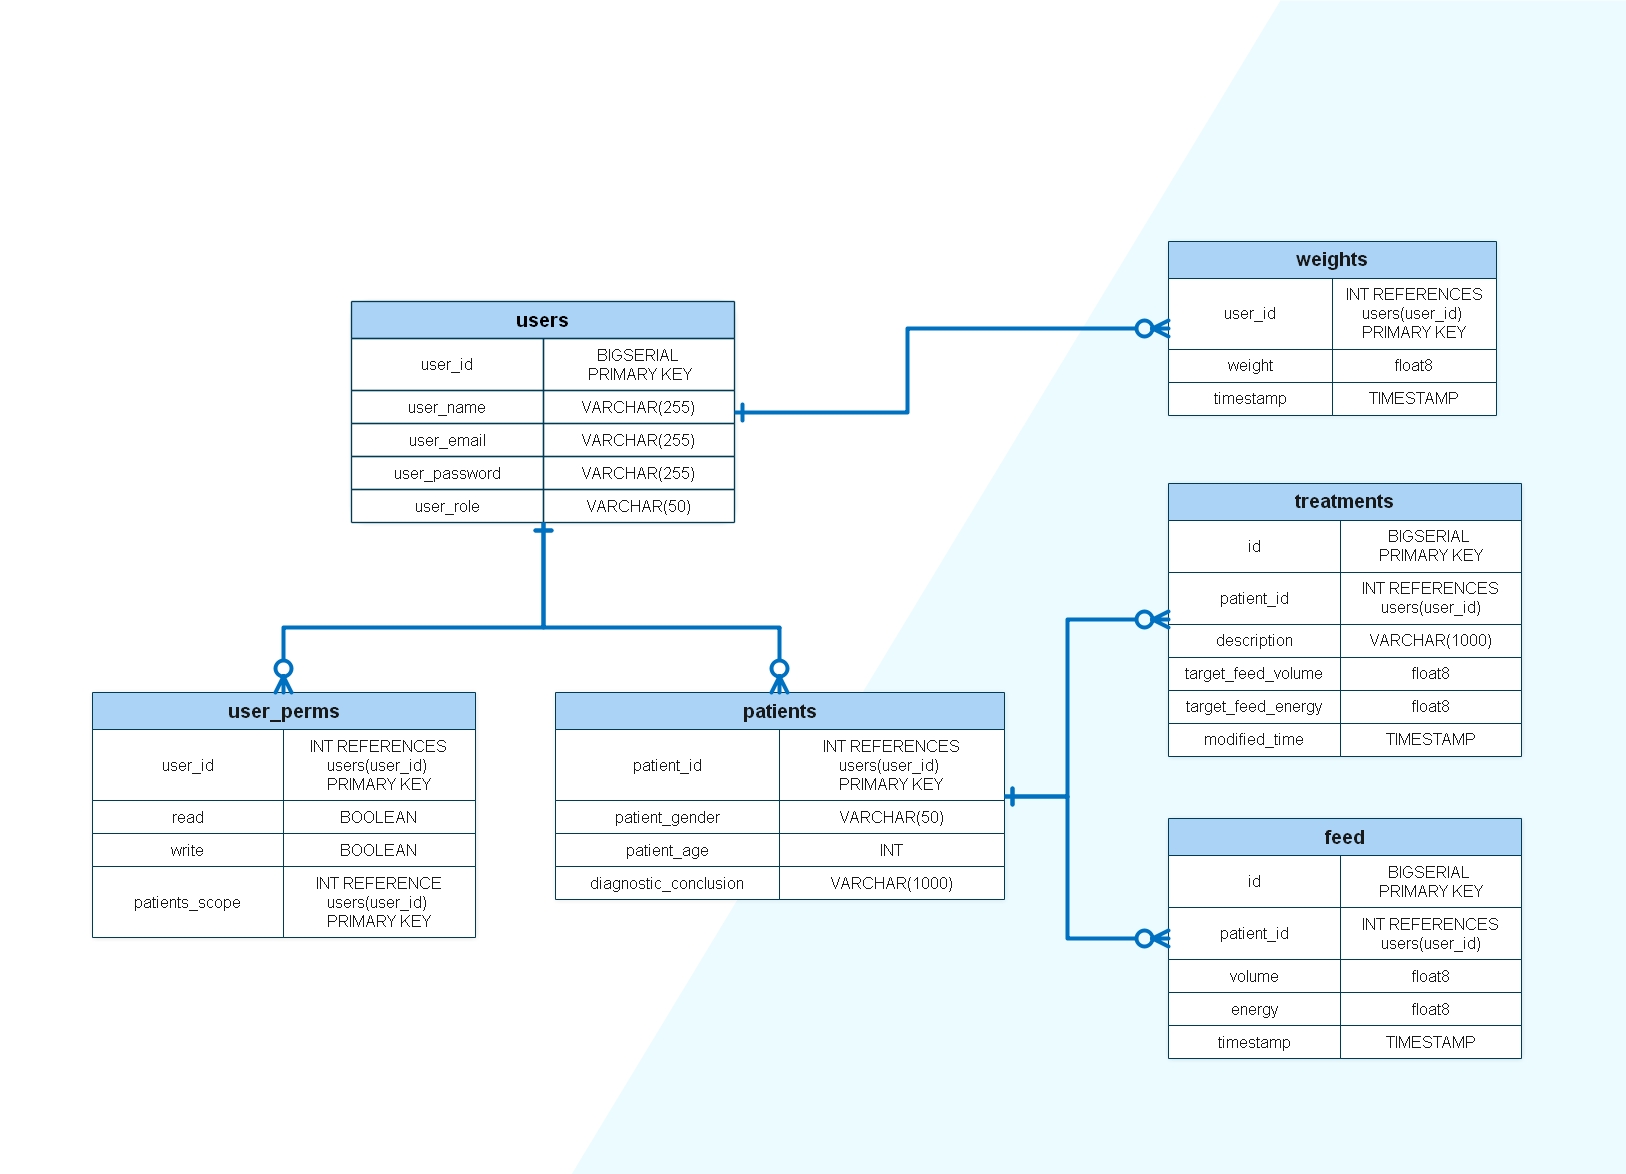 users
user_id
BIGSERIAL
PRIMARY KEY
user_name
VARCHAR(255)
user_email
VARCHAR(255)
user_password
VARCHAR(255)
user_role
VARCHAR(50)
weights
user_id
INT REFERENCES
users(user_id)
PRIMARY KEY
weight
float8
timestamp
TIMESTAMP
treatments
id
BIGSERIAL
PRIMARY KEY
patient_id
INT REFERENCES
users(user_id)
description
VARCHAR(1000)
target_feed_volume
float8
target_feed_energy
float8
modified_time
TIMESTAMP
user_perms
user_id
INT REFERENCES
users(user_id)
PRIMARY KEY
read
BOOLEAN
write
BOOLEAN
patients_scope
INT REFERENCE
users(user_id)
PRIMARY KEY
patients
patient_id
INT REFERENCES
users(user_id)
PRIMARY KEY
patient_gender
VARCHAR(50)
patient_age
INT
diagnostic_conclusion
VARCHAR(1000)
feed
id
BIGSERIAL
PRIMARY KEY
patient_id
INT REFERENCES
users(user_id)
volume
float8
energy
float8
timestamp
TIMESTAMP